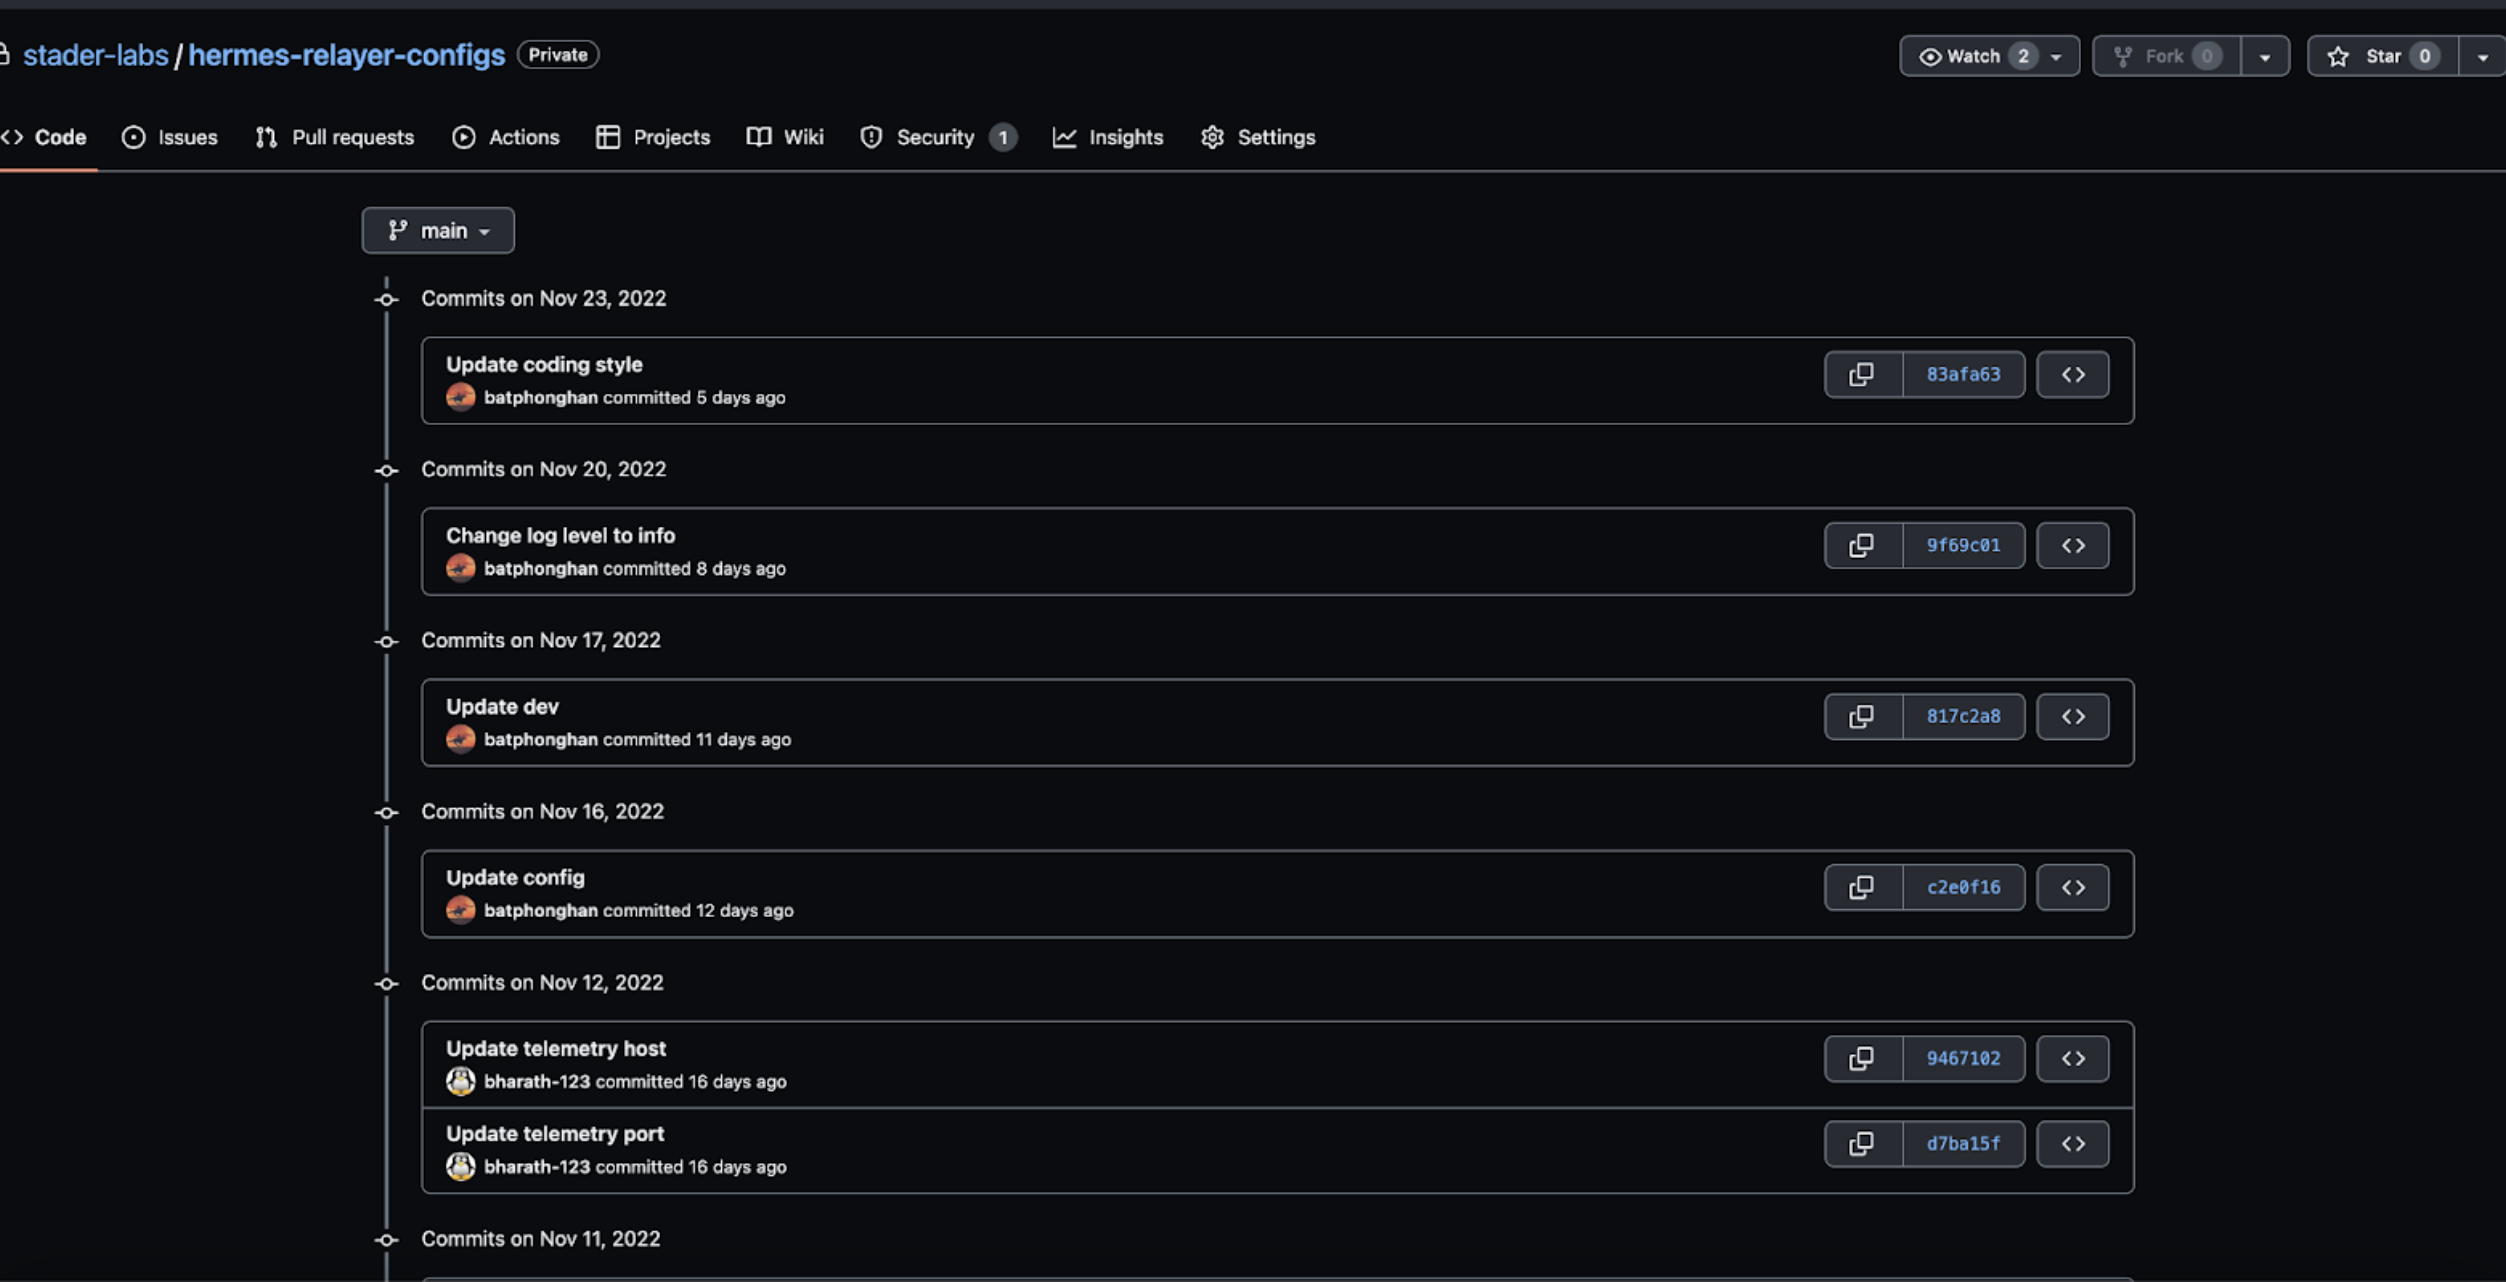 stader-labs / hermes-relayer-configs Private
Watch 2
Fork 0
Star 0
Code Issues Pull requests Actions Projects Wiki Security 1 Insights Settings
main
Commits on Nov 23, 2022
Update coding style
batphonghan committed 5 days ago
83afa63
Commits on Nov 20, 2022
Change log level to info
batphonghan committed 8 days ago
9f69c01
Commits on Nov 17, 2022
Update dev
batphonghan committed 11 days ago
817c2a8
Commits on Nov 16, 2022
Update config
batphonghan committed 12 days ago
c2e0f16
Commits on Nov 12, 2022
Update telemetry host
bharath-123 committed 16 days ago
9467102
Update telemetry port
bharath-123 committed 16 days ago
d7ba15f
Commits on Nov 11, 2022